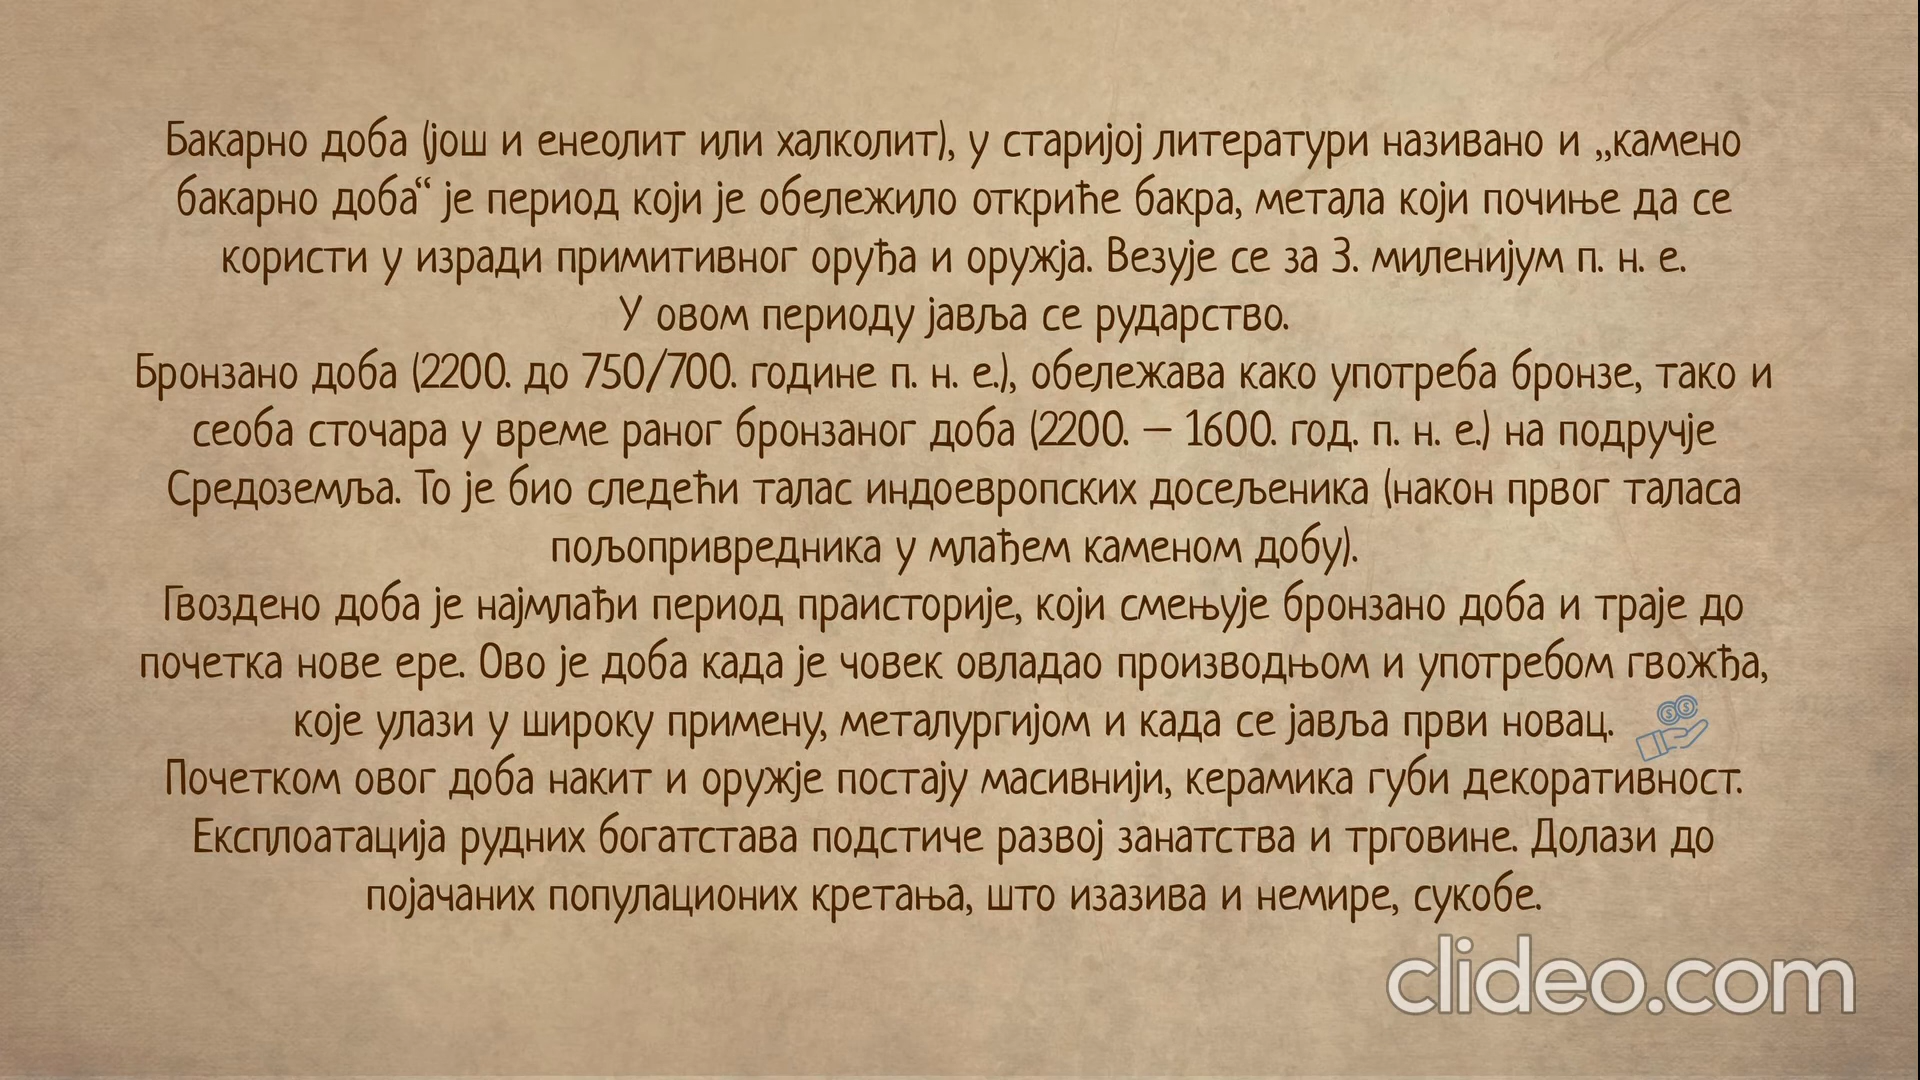 Бакарно доба (још и енеолит или халколит), у старијој литератури називано и „камено
бакарно доба“ је период који је обележило откриће бакра, метала који почиње да се
користи у изради примитивног оруђа и оружја. Везује се за 3. миленијум п. н. е.
У овом периоду јавља се рударство.
Бронзано доба (2200. до 750/700. године п. н. е.), обележава како употреба бронзе, тако и
сеоба сточара у време раног бронзаног доба (2200. – 1600. год. п. н. е.) на подручје
Средоземља. То је био следећи талас индоевропских досељеника (након првог таласа
пољопривредника у млађем каменом добу).
Гвоздено доба је најмлађи период праисторије, који смењује бронзано доба и траје до
почетка нове ере. Ово је доба када је човек овладао производњом и употребом гвожђа,
које улази у широку примену, металургијом и када се јавља први новац.
Почетком овог доба накит и оружје постају масивнији, керамика губи декоративност.
Експлоатација рудних богатстава подстиче развој занатства и трговине. Долази до
појачаних популационих кретања, што изазива и немире, сукобе.
clideo.com